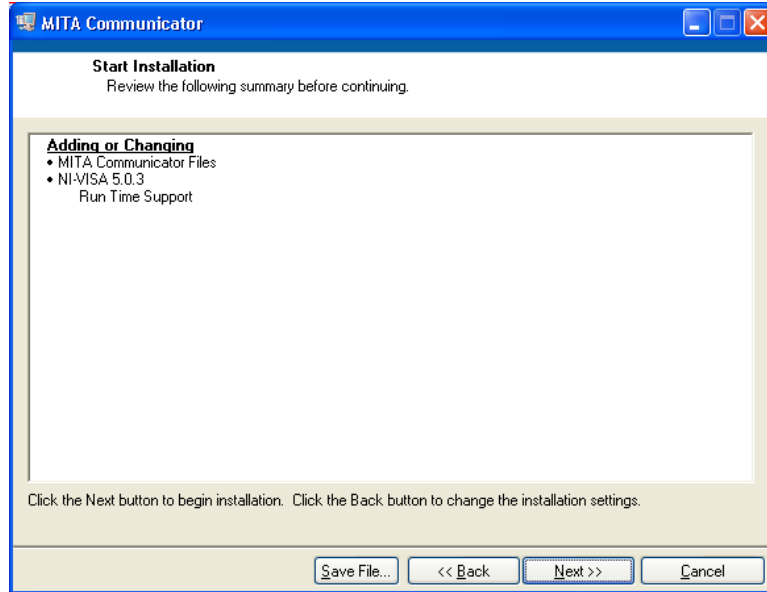 MITA Communicator
Start Installation
Review the following summary before continuing.
Adding or Changing
• MITA Communicator Files
• NI-VISA 5.0.3
Run Time Support
Click the Next button to begin installation. Click the Back button to change the installation settings.
Save File...
<< Back
Next >>
Cancel